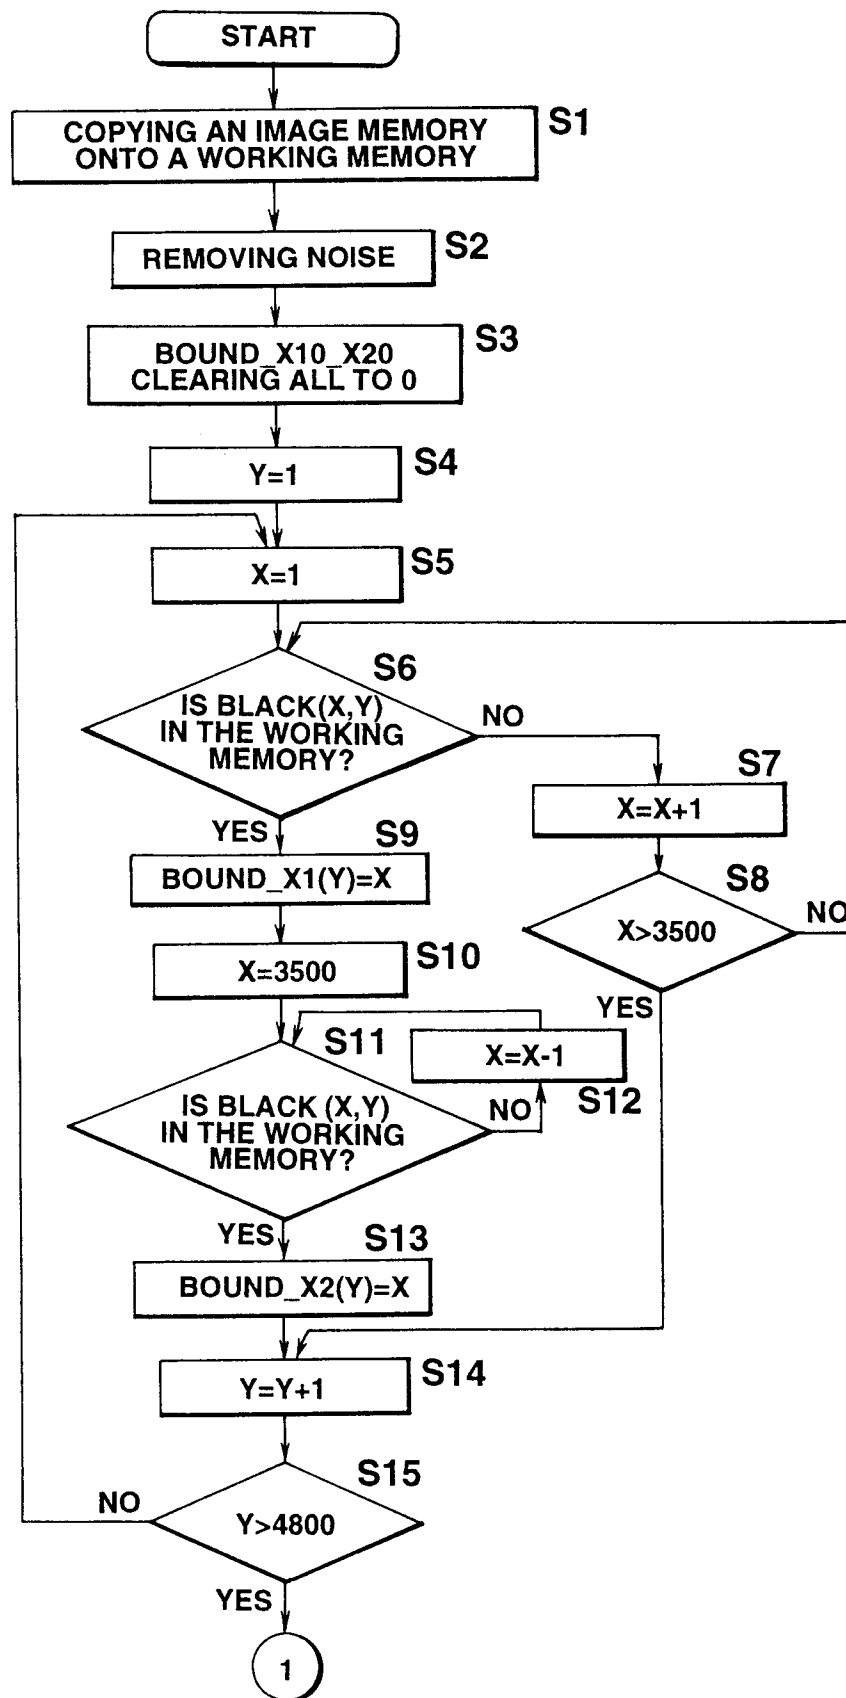 START
COPYING AN IMAGE MEMORY
ONTO A WORKING MEMORY
S1
REMOVING NOISE
S2
BOUND_X10_X20
CLEARING ALL TO 0
S3
Y=1
S4
X=1
S5
S6
IS BLACK(X,Y)
IN THE WORKING
MEMORY?
NO
S7
X=X+1
YES
S9
BOUND_X1(Y)=X
S8
X>3500
NO
YES
S10
X=3500
S11
X=X-1
S12
IS BLACK (X,Y)
IN THE WORKING
MEMORY?
NO
YES
S13
BOUND_X2(Y)=X
S14
Y=Y+1
S15
NO
Y>4800
YES
1